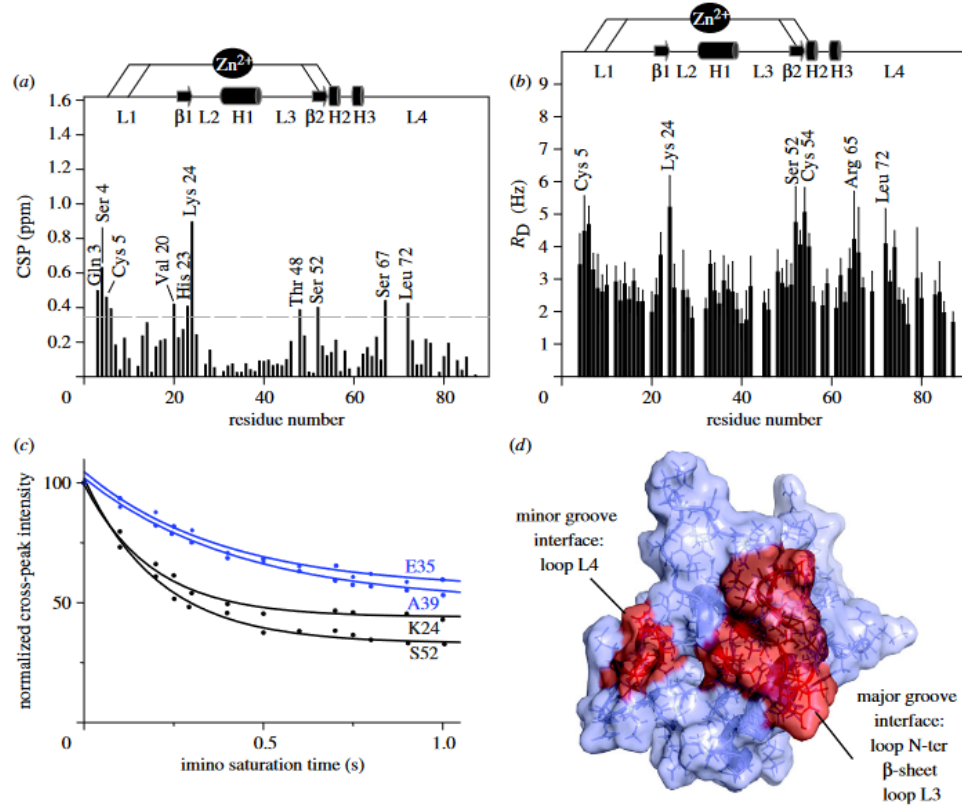 (a)
Zn2+
L1 β1 L2 H1 L3 β2 H2 H3 L4
1.6
1.4
1.2
1.0
0.8
0.6
0.4
0.2
0
CSP (ppm)
Gln 3
Ser 4
Cys 5
Val 20
His 23
Lys 24
Thr 48
Ser 52
Ser 67
Leu 72
20 40 60 80
residue number
(b)
Zn2+
L1 β1 L2 H1 L3 β2 H2 H3 L4
9
8
7
6
5
4
3
2
1
0
RD (Hz)
Cys 5
Lys 24
Ser 52
Cys 54
Arg 65
Leu 72
20 40 60 80
residue number
(c)
100
50
0
normalized cross-peak intensity
E35
A39
K24
S52
0.5 1.0
imino saturation time (s)
(d)
minor groove
interface:
loop L4
major groove
interface:
loop N-ter
β-sheet
loop L3